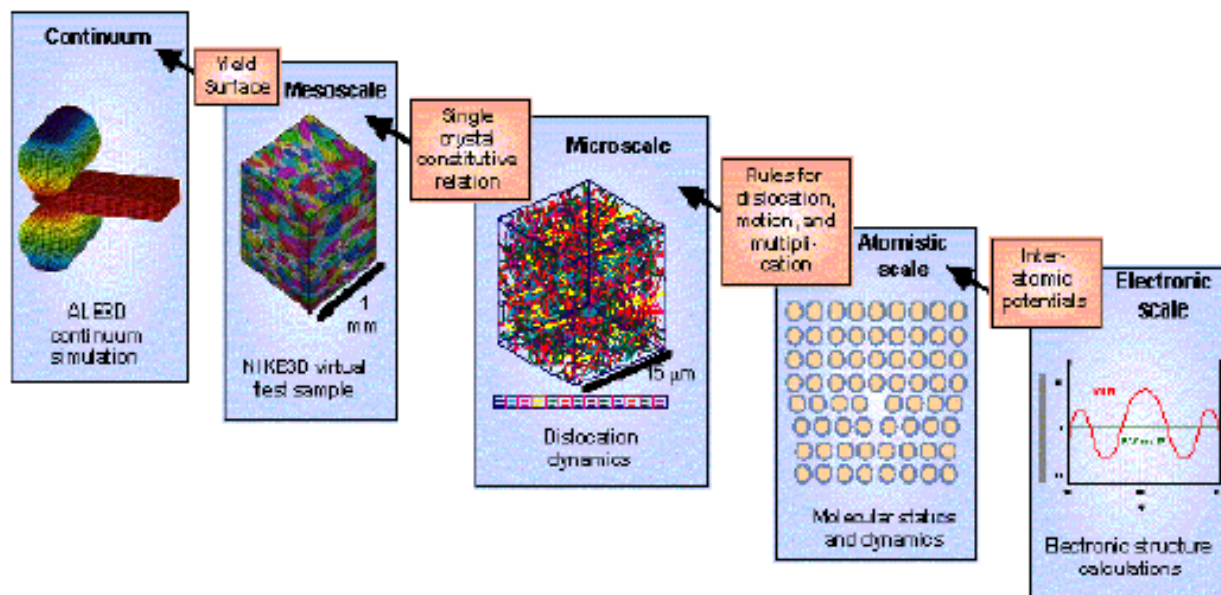 Continuum
ALE3D
continuum
simulation
Yield
Surface
Mesoscale
1
mm
NIKE3D virtual
test sample
Single
crystal
constitutive
relation
Microscale
15 μm
Dislocation
dynamics
Rules for
dislocation,
motion, and
multipli-
cation
Atomistic
scale
Molecular statics
and dynamics
Inter-
atomic
potentials
Electronic
scale
Electronic structure
calculations